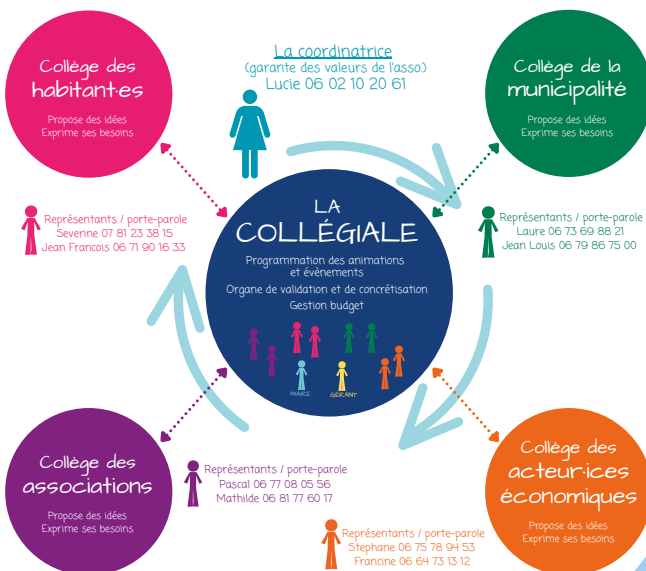 Collège des
habitant·es
Propose des idées
Exprime ses besoins
La coordinatrice
(garante des valeurs de l'asso)
Lucie 06 02 10 20 61
Collège de la
municipalité
Propose des idées
Exprime ses besoins
Représentants / porte-parole
Severine 07 81 23 38 15
Jean Francois 06 71 90 16 33
Représentants / porte-parole
Laure 06 73 69 88 21
Jean Louis 06 79 86 75 00
LA
COLLÉGIALE
Programmation des animations
et évènements
Organe de validation et de concrétisation
Gestion budget
MAIRE
GÉRANT
Collège des
associations
Propose des idées
Exprime ses besoins
Représentants / porte-parole
Pascal 06 77 08 05 56
Mathilde 06 81 77 60 17
Collège des
acteur·ices
économiques
Propose des idées
Exprime ses besoins
Représentants / porte-parole
Stephane 06 75 78 94 53
Francine 06 64 73 13 12